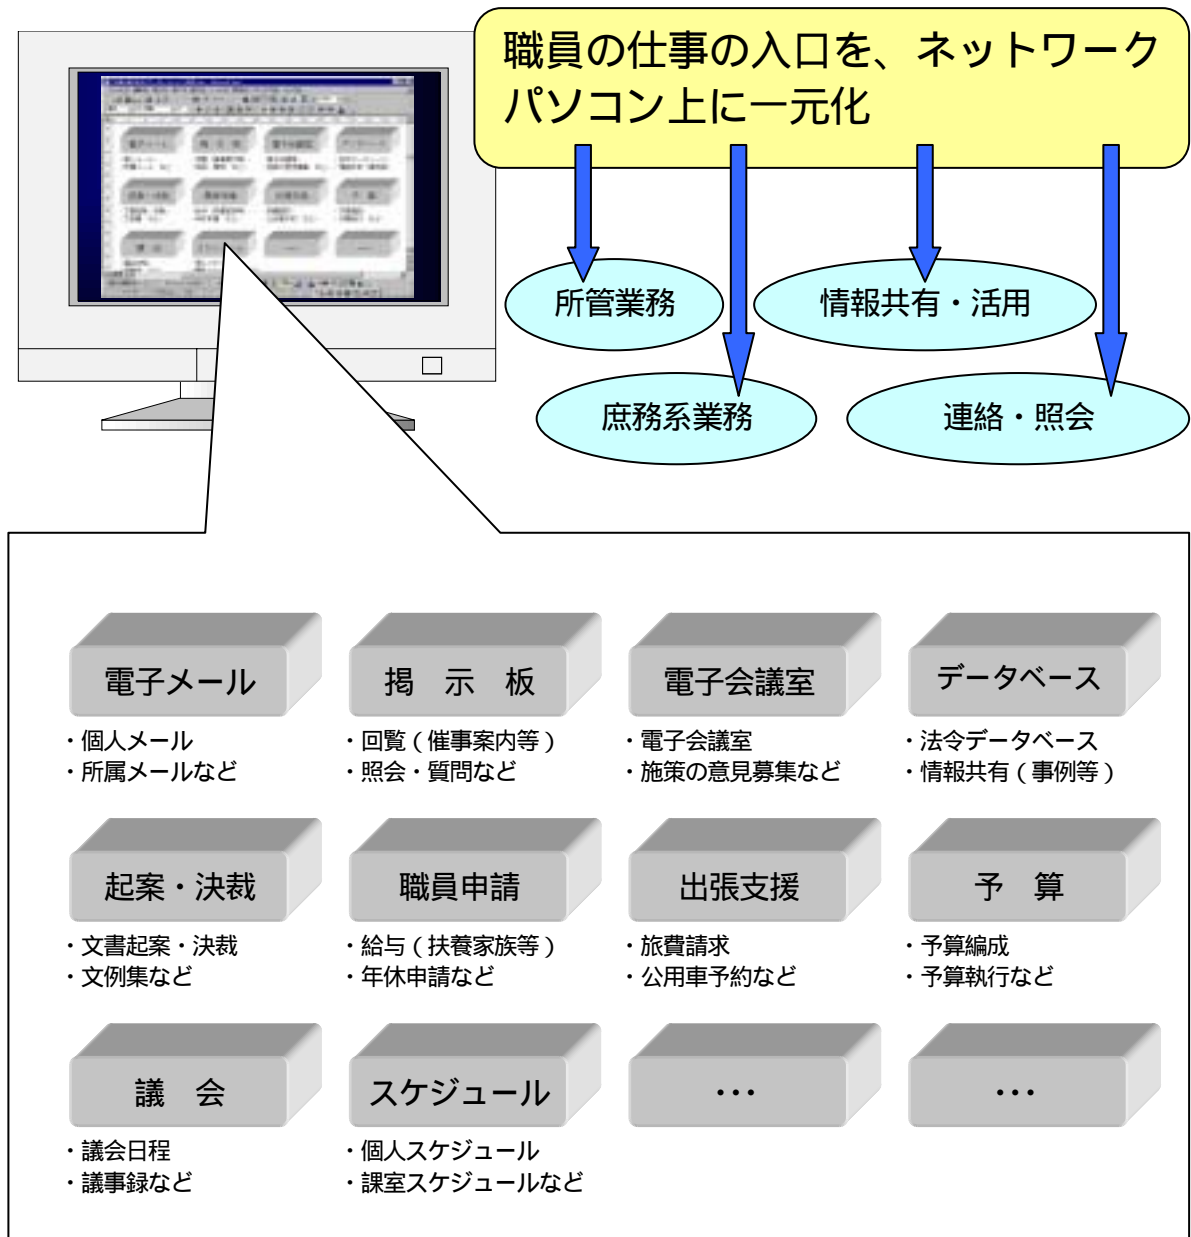 職員の仕事の入口を、ネットワーク
パソコン上に一元化
所管業務
情報共有・活用
庶務系業務
連絡・照会
電子メール
・個人メール
・所属メールなど
掲 示 板
・回覧（催事案内等）
・照会・質問など
電子会議室
・電子会議室
・施策の意見募集など
データベース
・法令データベース
・情報共有（事例等）
起案・決裁
・文書起案・決裁
・文例集など
職員申請
・給与（扶養家族等）
・年休申請など
出張支援
・旅費請求
・公用車予約など
予 算
・予算編成
・予算執行など
議 会
・議会日程
・議事録など
スケジュール
・個人スケジュール
・課室スケジュールなど
･･･
･･･